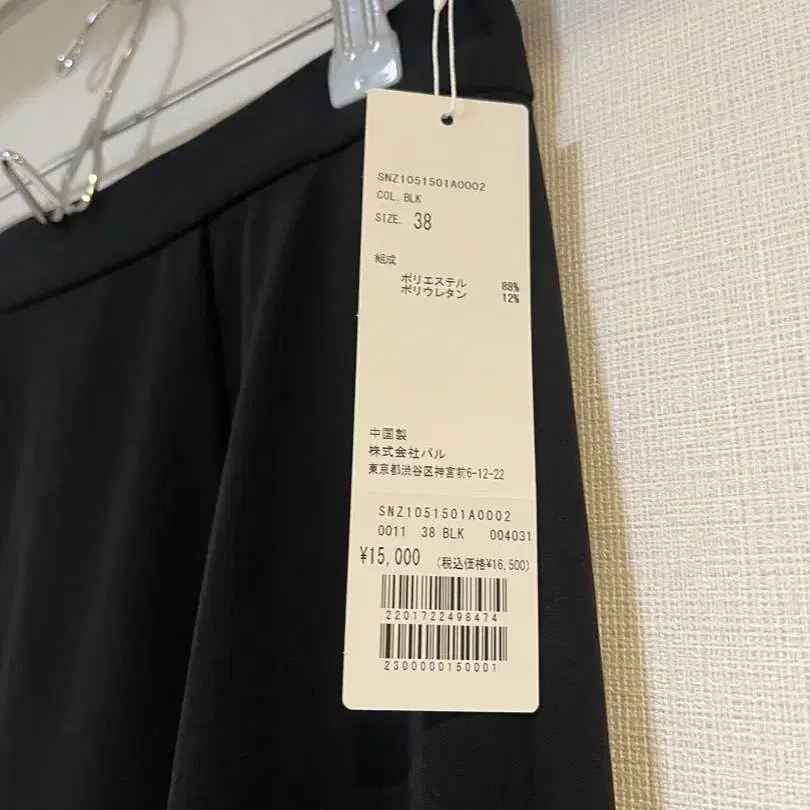 SNZ1051501A0002
COL. BLK
SIZE. 38
組成
ポリエステル 88%
ポリウレタン 12%
中国製
株式会社パル
東京都渋谷区神宮前6-12-22
SNZ1051501A0002
0011 38 BLK 004031
¥15,000 (税込価格¥16,500)
2201722498474
2300000150001